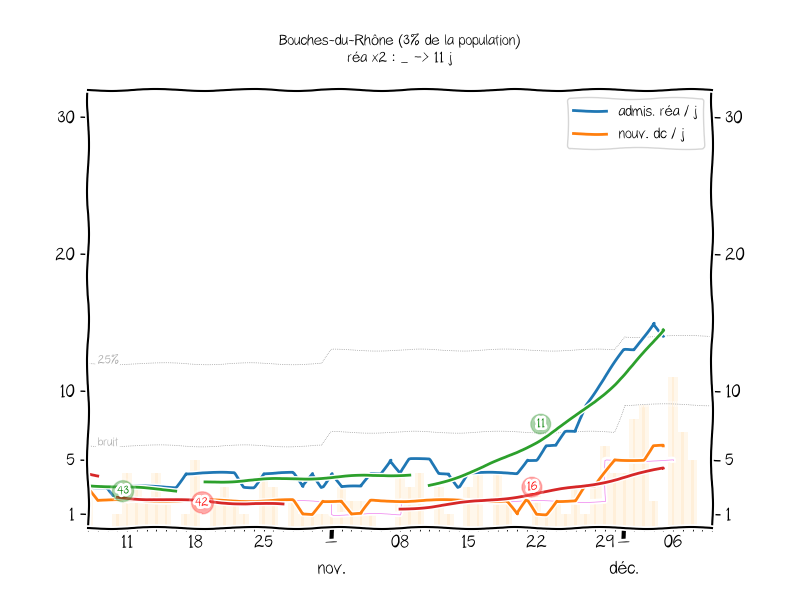 Bouches-du-Rhône (3% de la population)
réa x2 : _ -> 11 j
admis. réa / j
nouv. dc / j
30
30
20
20
25%
10
10
11
bruit
5
5
16
43
42
1
1
11 18 25 08 15 22 29 06
nov. déc.